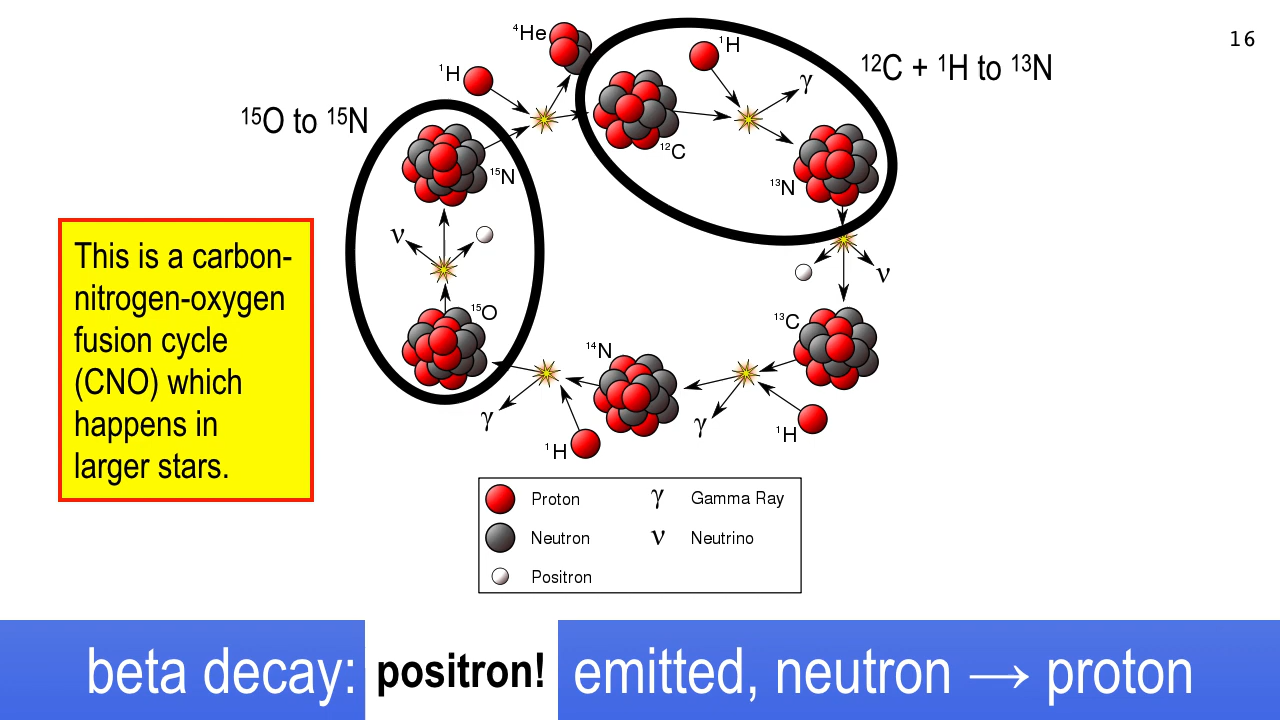 16
⁴He
¹H
¹H
¹²C + ¹H to ¹³N
γ
¹⁵O to ¹⁵N
¹²C
¹⁵N
¹³N
ν
ν
¹⁵O
¹³C
¹⁴N
γ
γ
¹H
¹H
This is a carbon-
nitrogen-oxygen
fusion cycle
(CNO) which
happens in
larger stars.
Proton γ Gamma Ray
Neutron ν Neutrino
Positron
beta decay: positron! emitted, neutron → proton